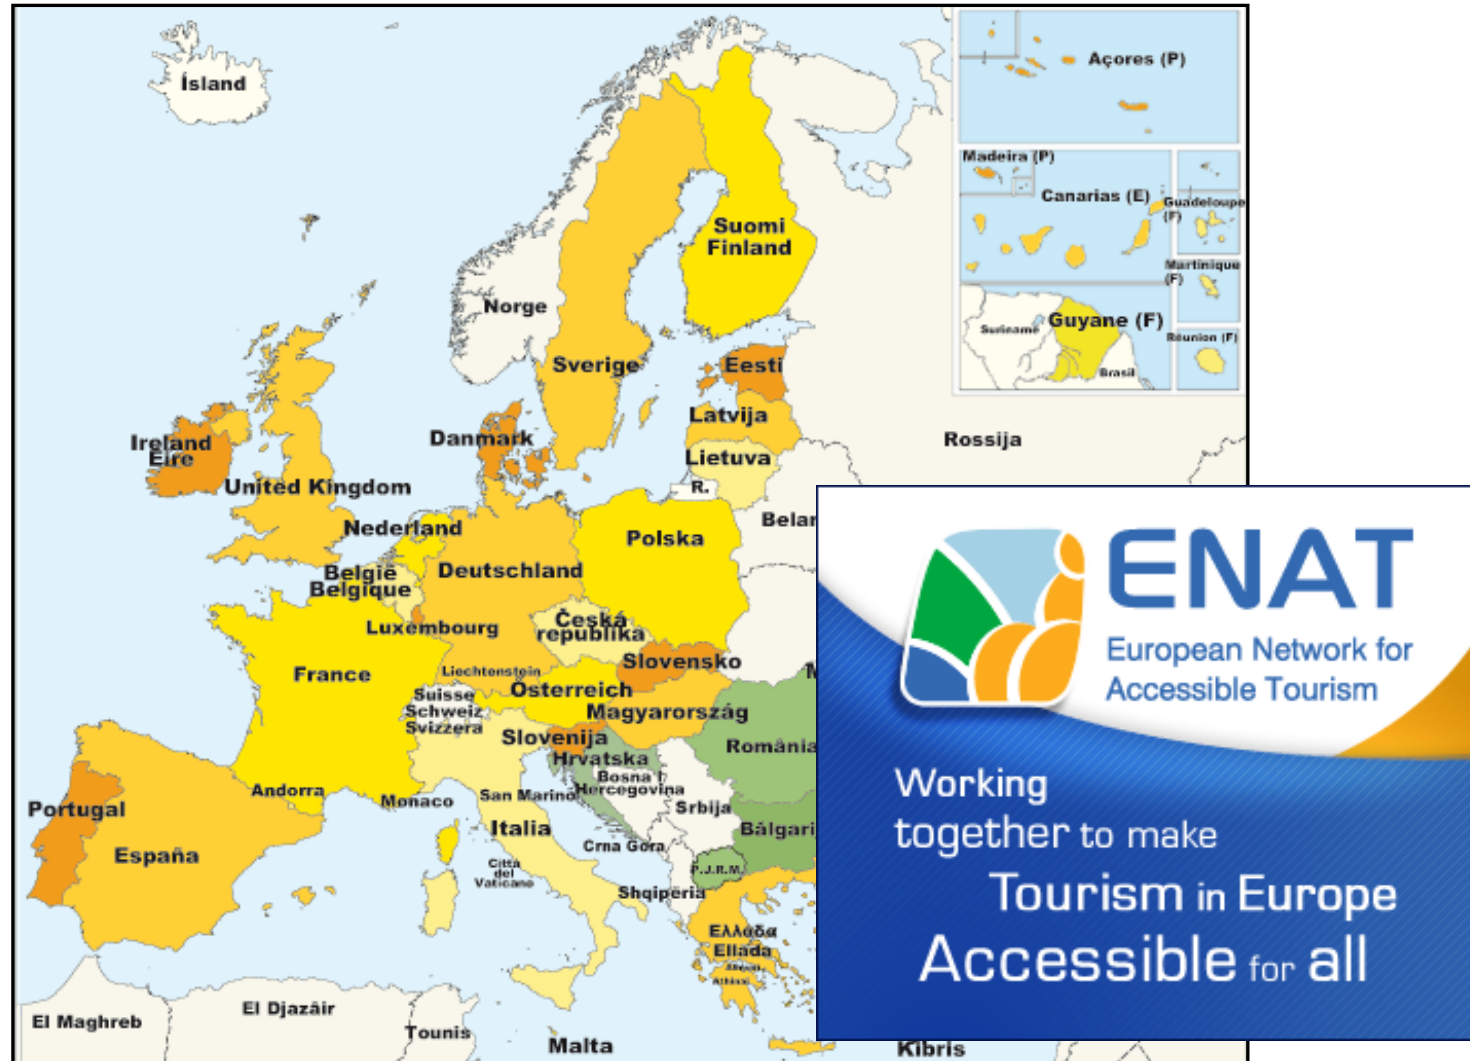 Ísland
Açores (P)
Madeira (P)
Canarias (E)
Guadeloupe
(F)
Martinique
(F)
Suriname
Guyane (F)
Brasil
Réunion (F)
Suomi
Finland
Norge
Sverige
Eesti
Latvija
Lietuva
R.
Rossija
Danmark
Ireland
Éire
United Kingdom
Nederland
België
Belgique
Deutschland
Polska
Belar
Luxembourg
Česká
republika
France
Liechtenstein
Slovensko
Suisse
Schweiz
Svizzera
Österreich
Magyarország
Slovenija
Hrvatska
România
Bosna i
Hercegovina
Srbija
Andorra
Monaco
San Marino
Portugal
España
Italia
Città
del
Vaticano
Crna Gora
Bălgari
F.J.R.M.
Shqipëria
Ελλάδα
Ellada
Athinai
El Maghreb
El Djazâir
Tounis
Malta
Kibris
ENAT
European Network for
Accessible Tourism
Working
together to make
Tourism in Europe
Accessible for all